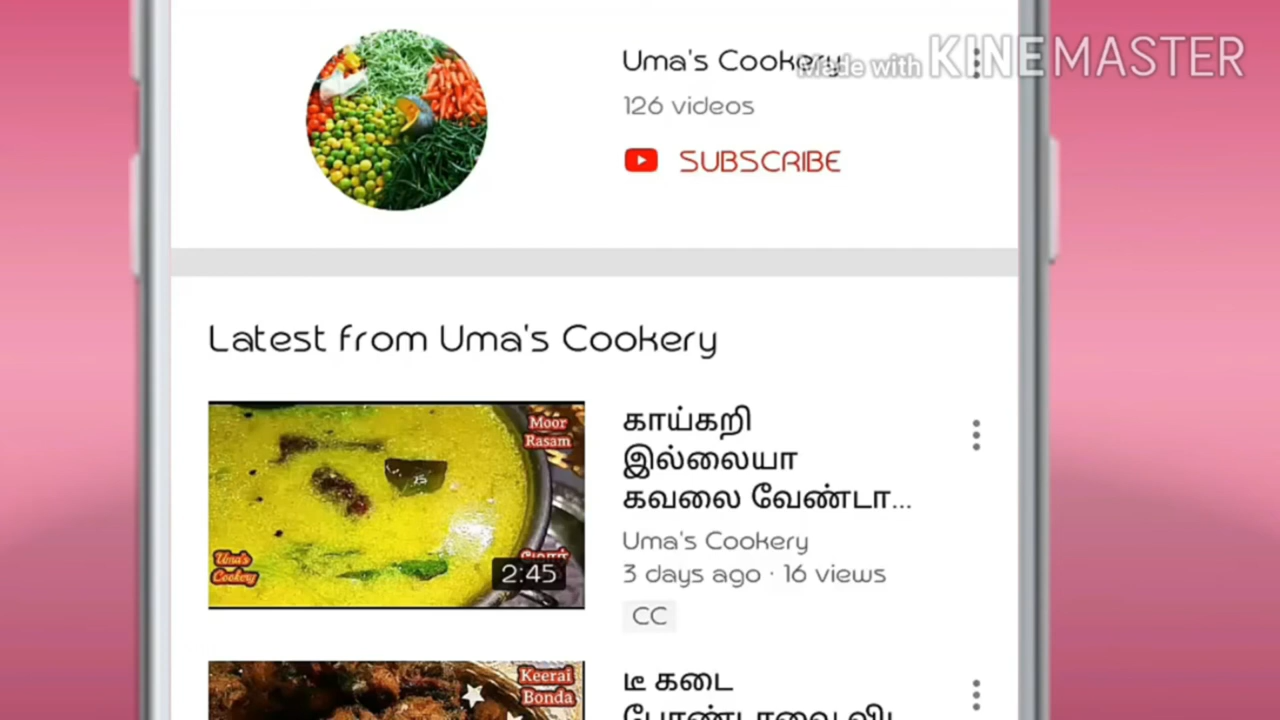 Uma's Cookery
Made with KINEMASTER
126 videos
SUBSCRIBE
Latest from Uma's Cookery
Moor
Rasam
Uma's
Cookery
மோர்
2:45
காய்கறி
இல்லையா
கவலை வேண்டா...
Uma's Cookery
3 days ago · 16 views
CC
Keerai
Bonda
டீ கடை